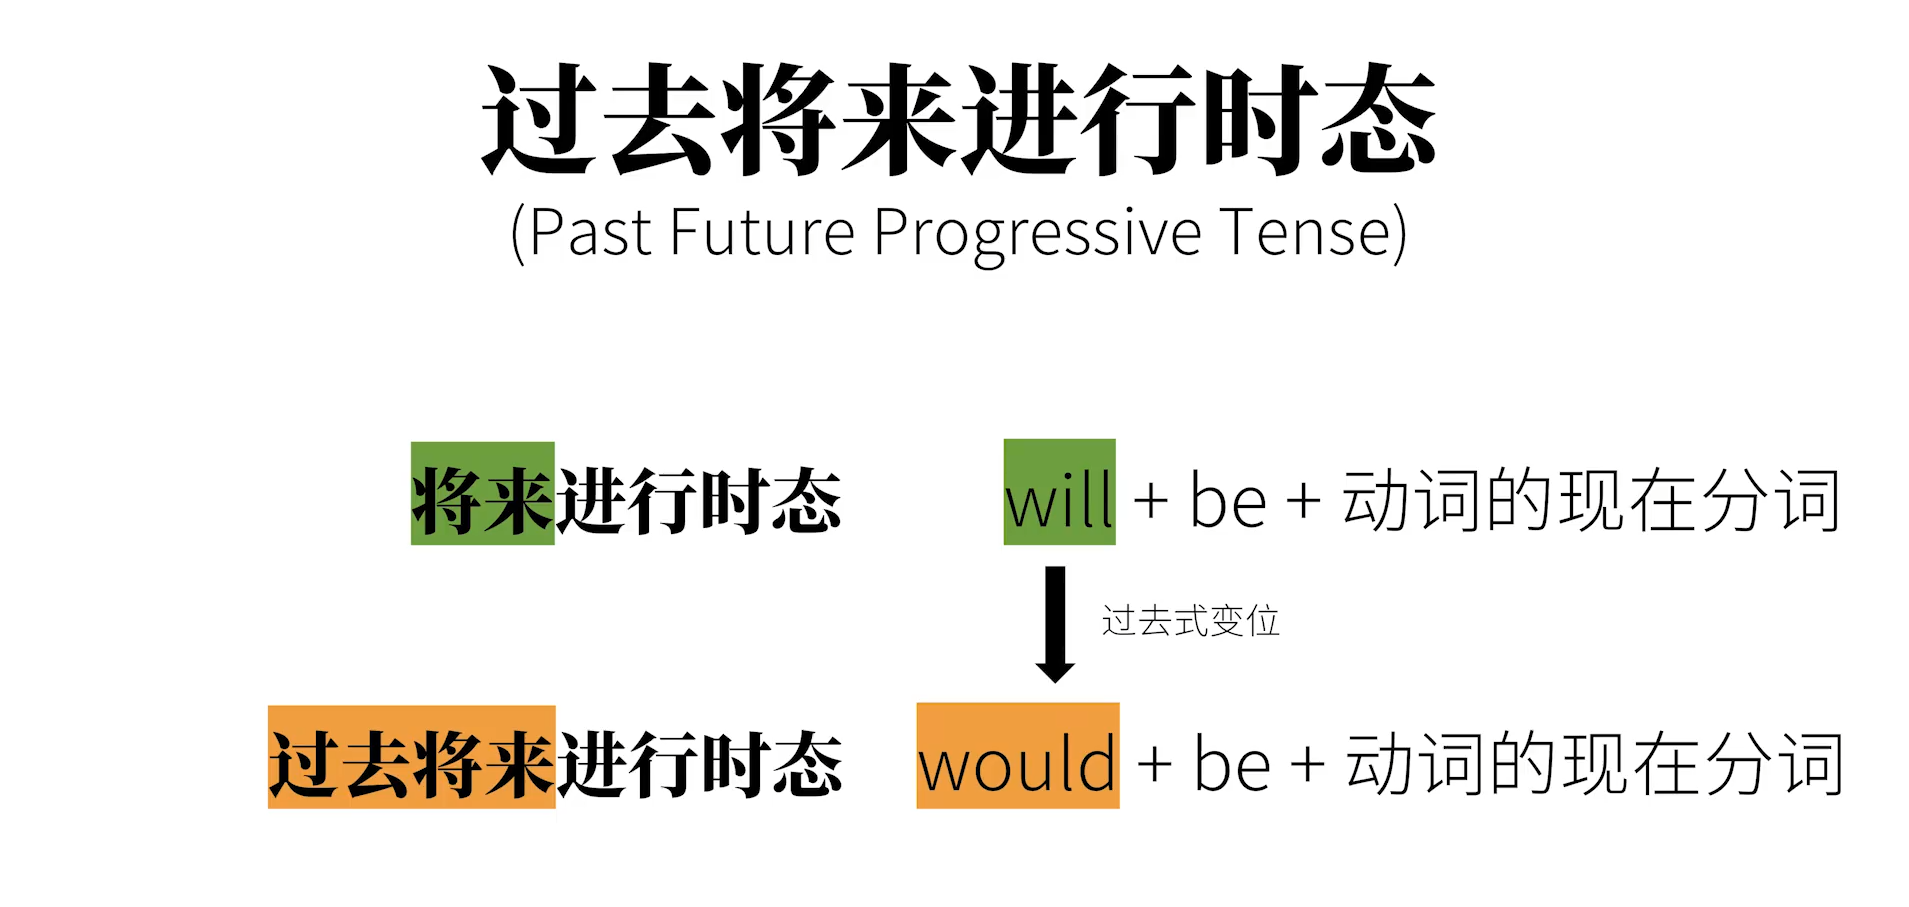 过去将来进行时态
(Past Future Progressive Tense)
将来进行时态 will + be + 动词的现在分词
过去式变位
过去将来进行时态 would + be + 动词的现在分词